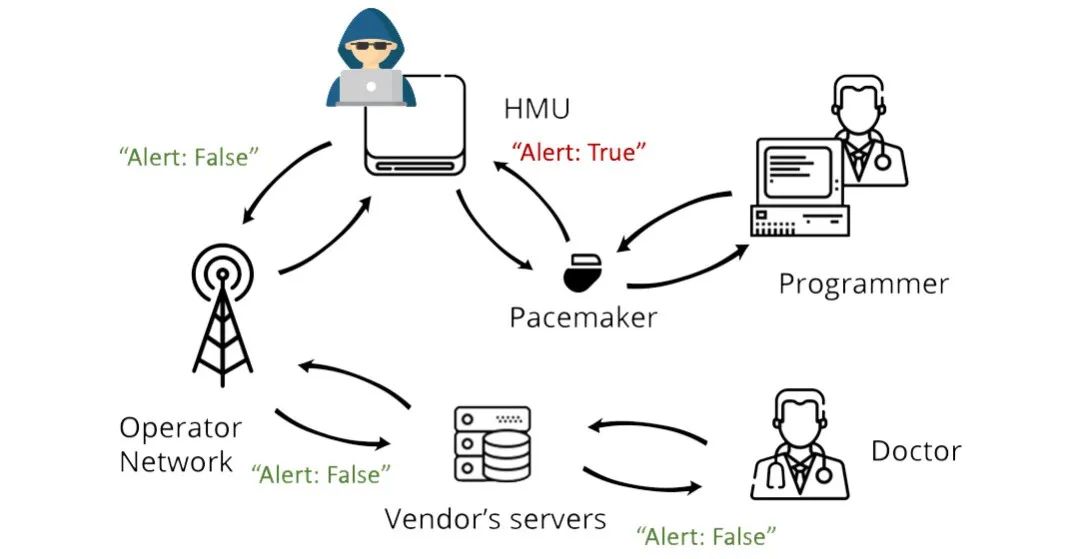 HMU
“Alert: False”
“Alert: True”
Programmer
Pacemaker
Operator
Network
“Alert: False”
Doctor
Vendor’s servers
“Alert: False”